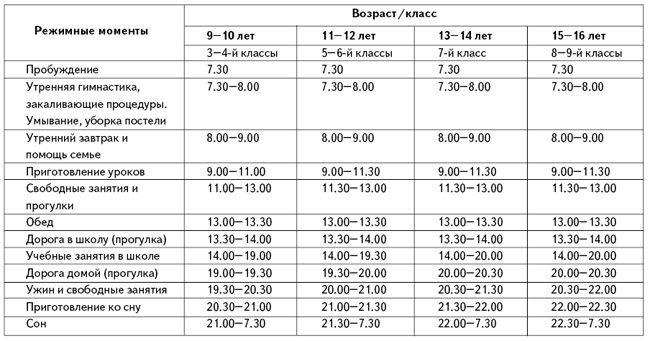 Режимные моменты Возраст/класс
9—10 лет 11—12 лет 13—14 лет 15—16 лет
3—4-й классы 5—6-й классы 7-й класс 8—9-й классы
Пробуждение 7.30 7.30 7.30 7.30
Утренняя гимнастика, 7.30—8.00 7.30—8.00 7.30—8.00 7.30—8.00
закаливающие процедуры.
Умывание, уборка постели
Утренний завтрак и 8.00—9.00 8.00—9.00 8.00—9.00 8.00—9.00
помощь семье
Приготовление уроков 9.00—11.00 9.00—11.30 9.00—11.30 9.00—11.30
Свободные занятия и 11.00—13.00 11.30—13.00 11.30—13.00 11.30—13.00
прогулки
Обед 13.00—13.30 13.00—13.30 13.00—13.30 13.00—13.30
Дорога в школу (прогулка) 13.30—14.00 13.30—14.00 13.30—14.00 13.30—14.00
Учебные занятия в школе 14.00—19.00 14.00—19.30 14.00—20.00 14.00—20.00
Дорога домой (прогулка) 19.00—19.30 19.30—20.00 20.00—20.30 20.00—20.30
Ужин и свободные занятия 19.30—20.30 20.00—21.00 20.30—21.30 20.30—22.00
Приготовление ко сну 20.30—21.00 21.00—21.30 21.30—22.00 22.00—22.30
Сон 21.00—7.30 21.30—7.30 22.00—7.30 22.30—7.30